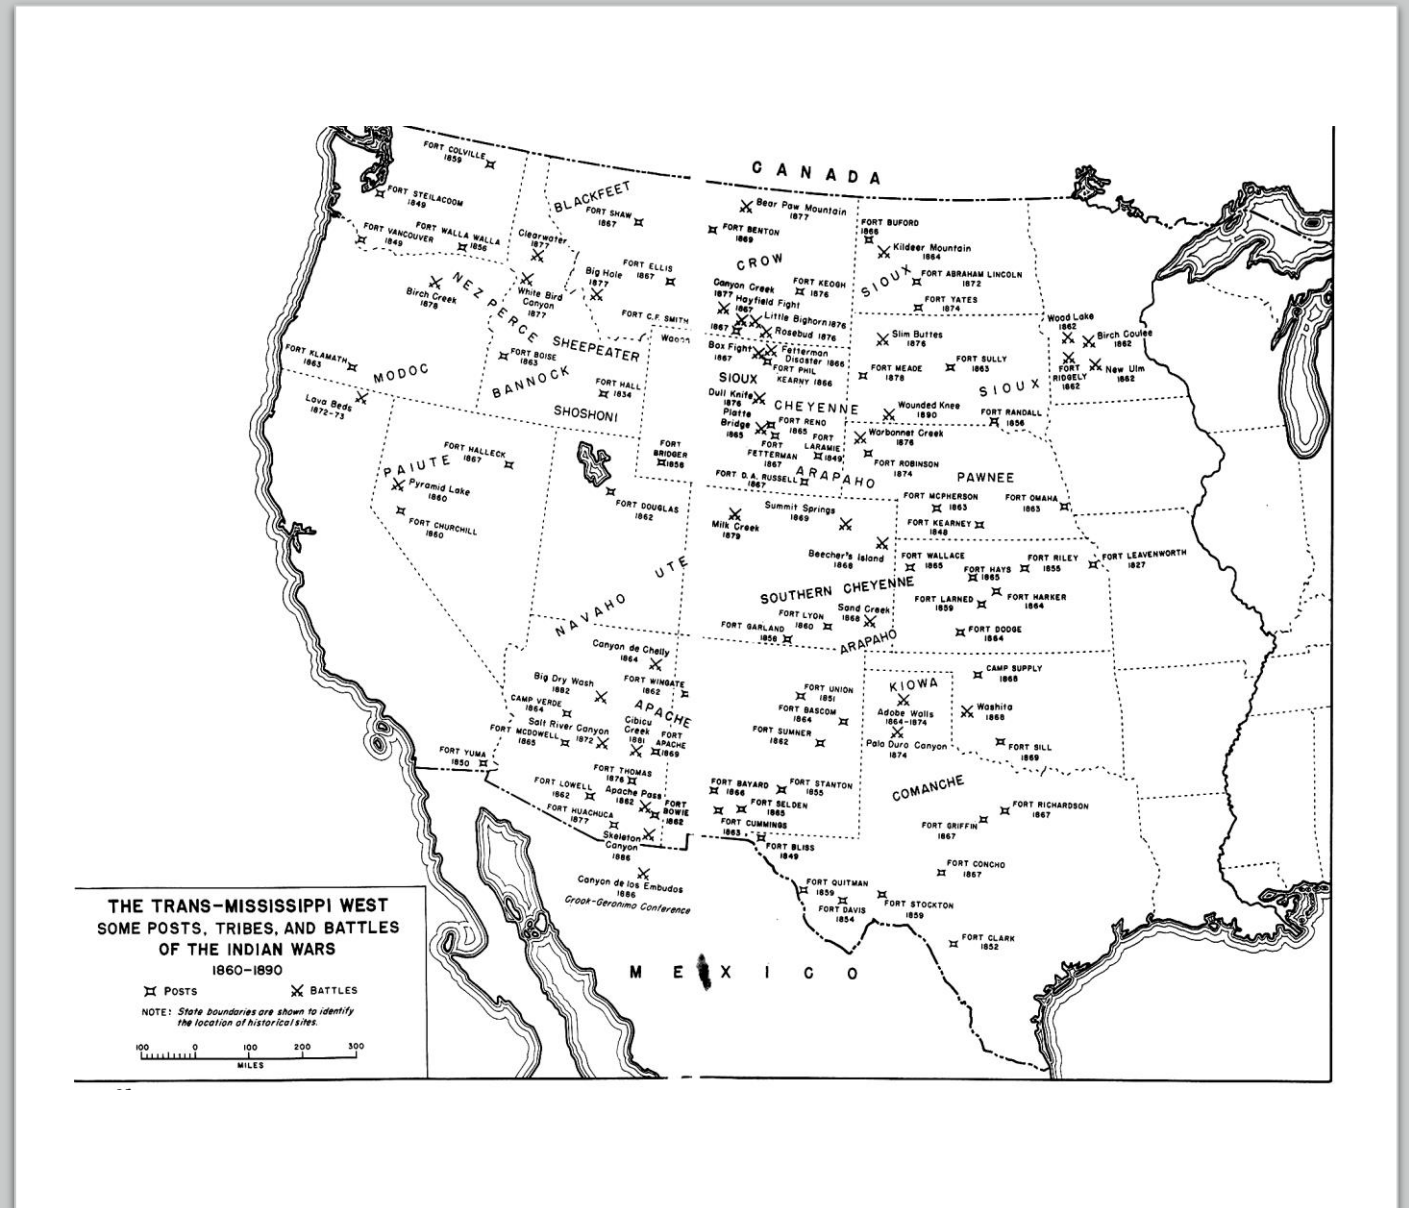 CANADA
FORT COLVILLE
1859
FORT STEILACOOM
1849
FORT VANCOUVER
1849
FORT WALLA WALLA
1856
Clearwater
1877
BLACKFEET
FORT SHAW
1867
Bear Paw Mountain
1877
FORT BENTON
1869
FORT BUFORD
1866
Kildeer Mountain
1864
NEZ PERCE
Birch Creek
1878
White Bird
Canyon
1877
Big Hole
1877
FORT ELLIS
1867
CROW
Canyon Creek
1877
FORT KEOGH
1876
Hayfield Fight
1867
Little Bighorn 1876
Rosebud 1876
FORT C.F. SMITH
1867
SIOUX
FORT ABRAHAM LINCOLN
1872
FORT YATES
1874
Wood Lake
1862
Birch Coulee
1862
FORT
RIDGELY
1862
New Ulm
1862
FORT KLAMATH
1863
MODOC
Lava Beds
1872-73
SHEEPEATER
FORT BOISE
1863
BANNOCK
FORT HALL
1834
SHOSHONI
Wagon
Box Fight
1867
Fetterman
Disaster 1866
FORT PHIL
KEARNY 1866
SIOUX
Dull Knife
1876
CHEYENNE
Platte
Bridge
1865
FORT RENO
1865
FORT
FETTERMAN
1867
FORT
LARAMIE
1849
FORT D.A. RUSSELL
1867
ARAPAHO
Slim Buttes
1876
FORT MEADE
1878
FORT SULLY
1863
SIOUX
Wounded Knee
1890
FORT RANDALL
1856
Warbonnet Creek
1876
FORT ROBINSON
1874
PAWNEE
FORT MCPHERSON
1863
FORT OMAHA
1863
FORT KEARNEY
1848
FORT HALLECK
1867
PAIUTE
Pyramid Lake
1860
FORT CHURCHILL
1860
FORT
BRIDGER
1858
FORT DOUGLAS
1862
Milk Creek
1879
Summit Springs
1869
Beecher's Island
1868
UTE
NAVAHO
SOUTHERN CHEYENNE
FORT LYON
1860
Sand Creek
1868
FORT GARLAND
1858
ARAPAHO
FORT WALLACE
1865
FORT HAYS
1865
FORT RILEY
1855
FORT LEAVENWORTH
1827
FORT LARNED
1859
FORT HARKER
1864
FORT DODGE
1864
Canyon de Chelly
1864
Big Dry Wash
1882
FORT WINGATE
1862
CAMP VERDE
1864
APACHE
Salt River Canyon
1872
Cibicu
Creek
1881
FORT
APACHE
1869
FORT MCDOWELL
1865
FORT YUMA
1850
FORT THOMAS
1876
FORT LOWELL
1862
Apache Pass
1862
FORT
BOWIE
1862
FORT HUACHUCA
1877
Skeleton
Canyon
1886
Canyon de los Embudos
1886
Crook-Geronimo Conference
FORT UNION
1851
FORT BASCOM
1864
FORT SUMNER
1862
FORT BAYARD
1866
FORT STANTON
1855
FORT SELDEN
1865
FORT CUMMINGS
1863
FORT BLISS
1849
CAMP SUPPLY
1868
KIOWA
Adobe Walls
1864-1874
Washita
1868
Palo Duro Canyon
1874
FORT SILL
1869
COMANCHE
FORT RICHARDSON
1867
FORT GRIFFIN
1867
FORT CONCHO
1867
FORT QUITMAN
1859
FORT DAVIS
1854
FORT STOCKTON
1859
FORT CLARK
1852
MEXICO
THE TRANS-MISSISSIPPI WEST
SOME POSTS, TRIBES, AND BATTLES
OF THE INDIAN WARS
1860-1890
POSTS BATTLES
NOTE: State boundaries are shown to identify
the location of historical sites.
100 0 100 200 300
MILES